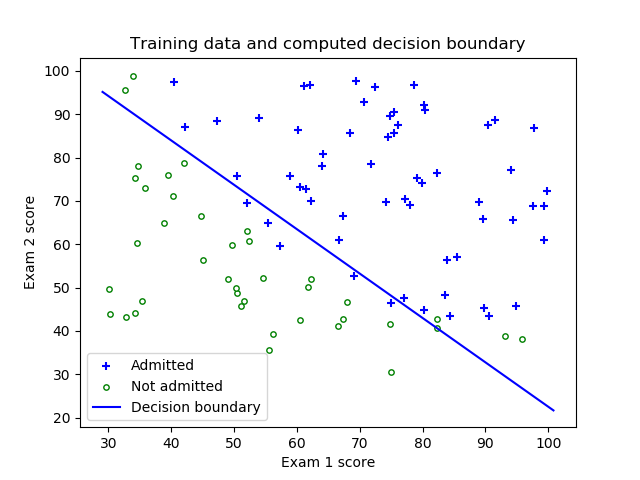 Training data and computed decision boundary
100
90
80
70
60
50
40
30
20
Exam 2 score
Admitted
Not admitted
Decision boundary
30 40 50 60 70 80 90 100
Exam 1 score